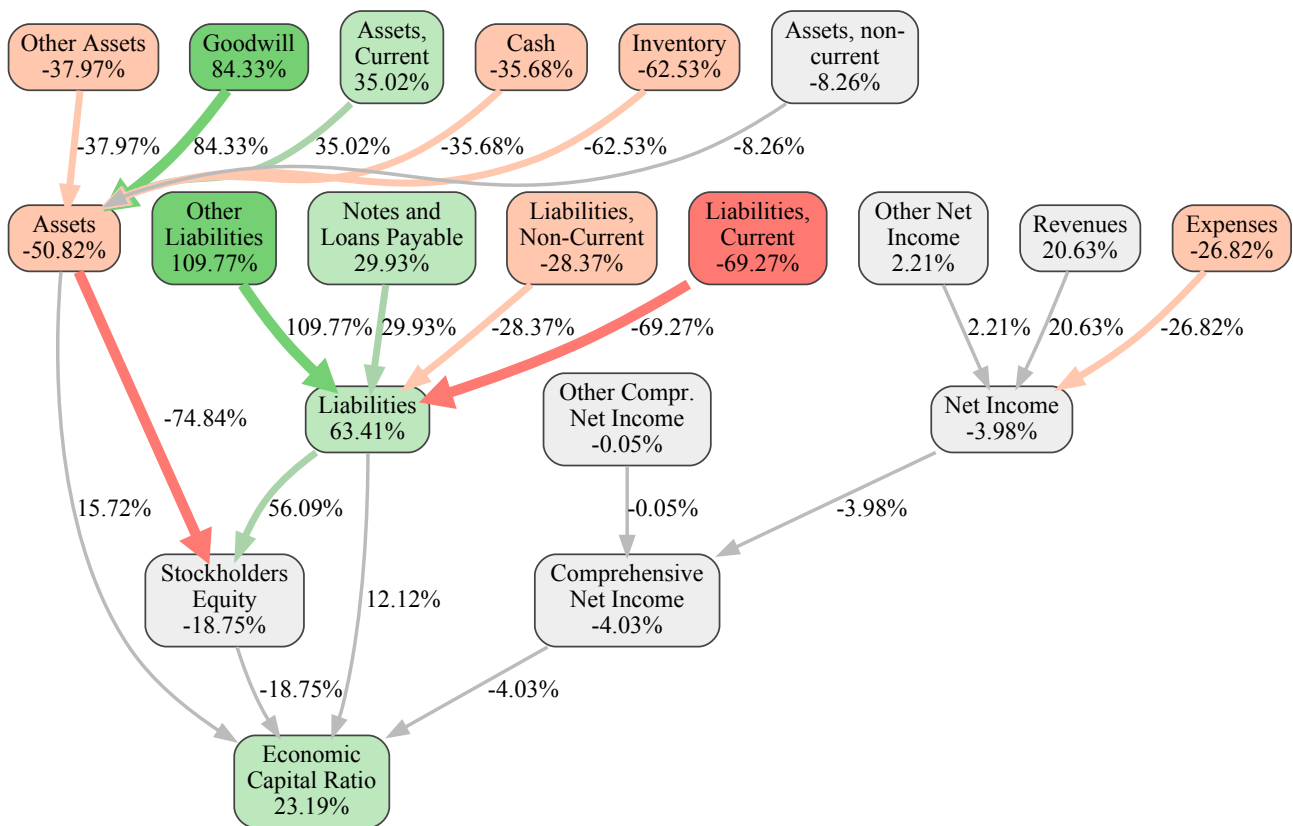 Other Assets
-37.97%
Goodwill
84.33%
Assets,
Current
35.02%
Cash
-35.68%
Inventory
-62.53%
Assets, non-
current
-8.26%
-37.97%
84.33%
35.02%
-35.68%
-62.53%
-8.26%
Assets
-50.82%
Other
Liabilities
109.77%
Notes and
Loans Payable
29.93%
Liabilities,
Non-Current
-28.37%
Liabilities,
Current
-69.27%
Other Net
Income
2.21%
Revenues
20.63%
Expenses
-26.82%
109.77%
29.93%
-28.37%
-69.27%
2.21%
20.63%
-26.82%
-74.84%
Liabilities
63.41%
Other Compr.
Net Income
-0.05%
Net Income
-3.98%
15.72%
56.09%
-0.05%
-3.98%
Stockholders
Equity
-18.75%
12.12%
Comprehensive
Net Income
-4.03%
-18.75%
-4.03%
Economic
Capital Ratio
23.19%